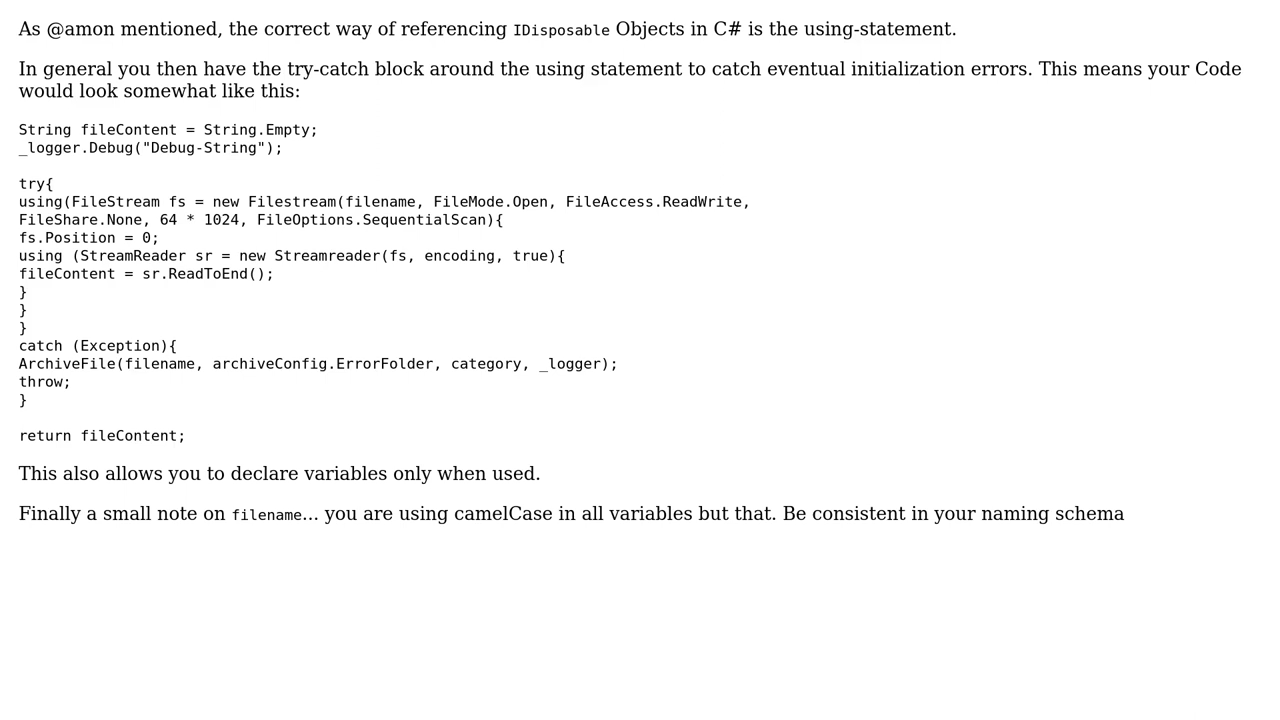 As @amon mentioned, the correct way of referencing IDisposable Objects in C# is the using-statement.
In general you then have the try-catch block around the using statement to catch eventual initialization errors. This means your Code
would look somewhat like this:
String fileContent = String.Empty;
_logger.Debug("Debug-String");
try{
using(FileStream fs = new Filestream(filename, FileMode.Open, FileAccess.ReadWrite,
FileShare.None, 64 * 1024, FileOptions.SequentialScan){
fs.Position = 0;
using (StreamReader sr = new Streamreader(fs, encoding, true){
fileContent = sr.ReadToEnd();
}
}
}
catch (Exception){
ArchiveFile(filename, archiveConfig.ErrorFolder, category, _logger);
throw;
}
return fileContent;
This also allows you to declare variables only when used.
Finally a small note on filename... you are using camelCase in all variables but that. Be consistent in your naming schema